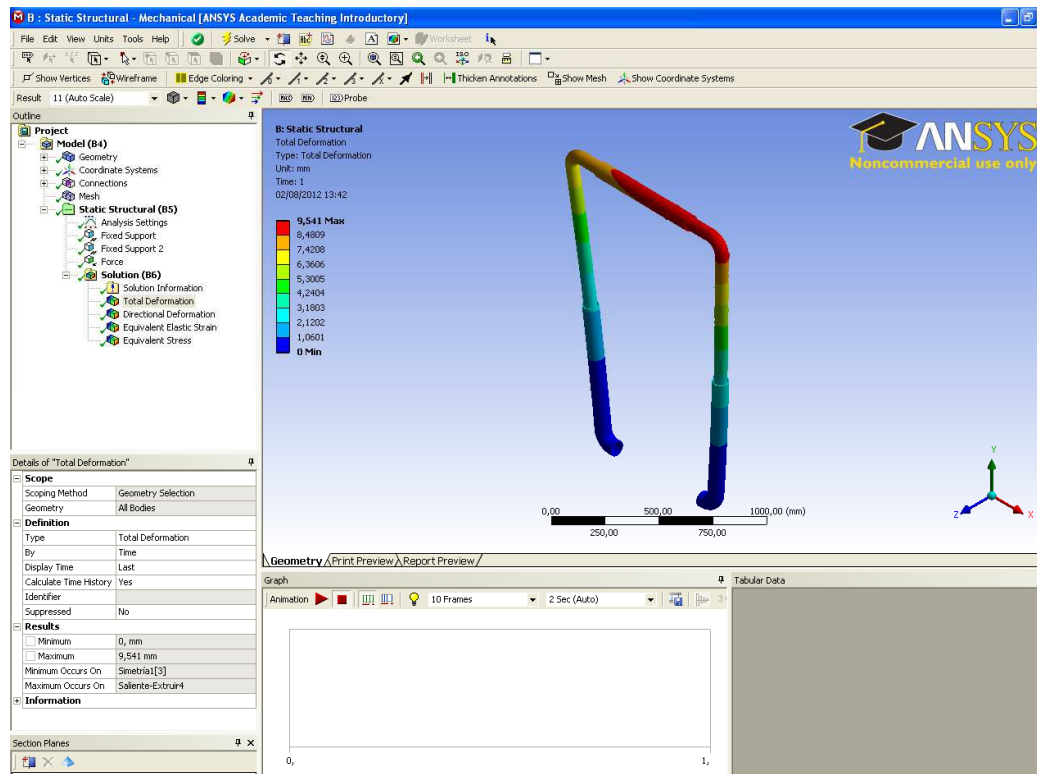 B : Static Structural - Mechanical [ANSYS Academic Teaching Introductory]
File Edit View Units Tools Help Solve Worksheet
Show Vertices Wireframe Edge Coloring Thicken Annotations Show Mesh Show Coordinate Systems
Result 11 (Auto Scale) MAX MIN Probe
Outline
Project
Model (B4)
Geometry
Coordinate Systems
Connections
Mesh
Static Structural (B5)
Analysis Settings
Fixed Support
Fixed Support 2
Force
Solution (B6)
Solution Information
Total Deformation
Directional Deformation
Equivalent Elastic Strain
Equivalent Stress
B: Static Structural
Total Deformation
Type: Total Deformation
Unit: mm
Time: 1
02/08/2012 13:42
9,541 Max
8,4809
7,4208
6,3606
5,3005
4,2404
3,1803
2,1202
1,0601
0 Min
ANSYS
Noncommercial use only
0,00 500,00 1000,00 (mm)
250,00 750,00
Y
Z X
Details of "Total Deformation"
Scope
Scoping Method Geometry Selection
Geometry All Bodies
Definition
Type Total Deformation
By Time
Display Time Last
Calculate Time History Yes
Identifier
Suppressed No
Results
Minimum 0, mm
Maximum 9,541 mm
Minimum Occurs On Simetría1[3]
Maximum Occurs On Saliente-Extruir4
Information
Section Planes
Geometry Print Preview Report Preview
Graph
Animation 10 Frames 2 Sec (Auto) 3
0, 1,
Tabular Data